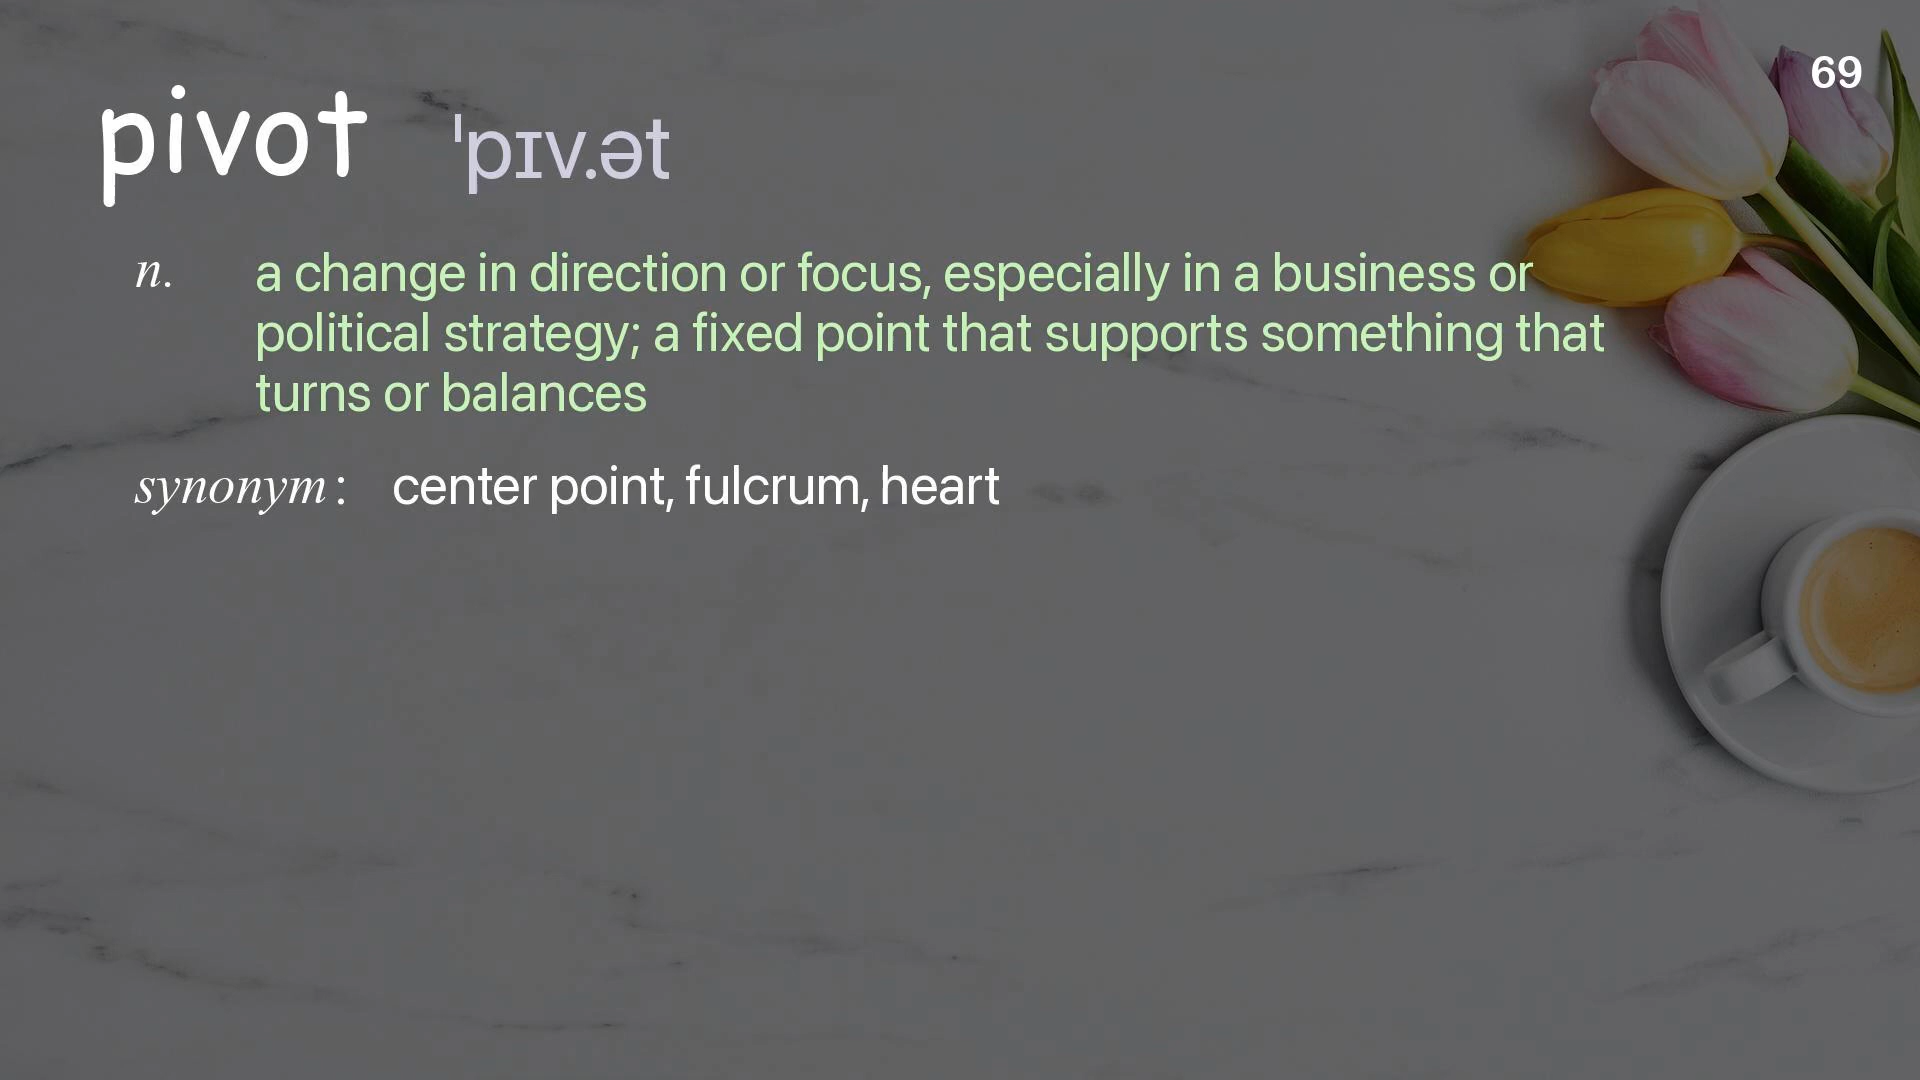 69
pivot ˈpɪv.ət
n. a change in direction or focus, especially in a business or
political strategy; a fixed point that supports something that
turns or balances
synonym: center point, fulcrum, heart